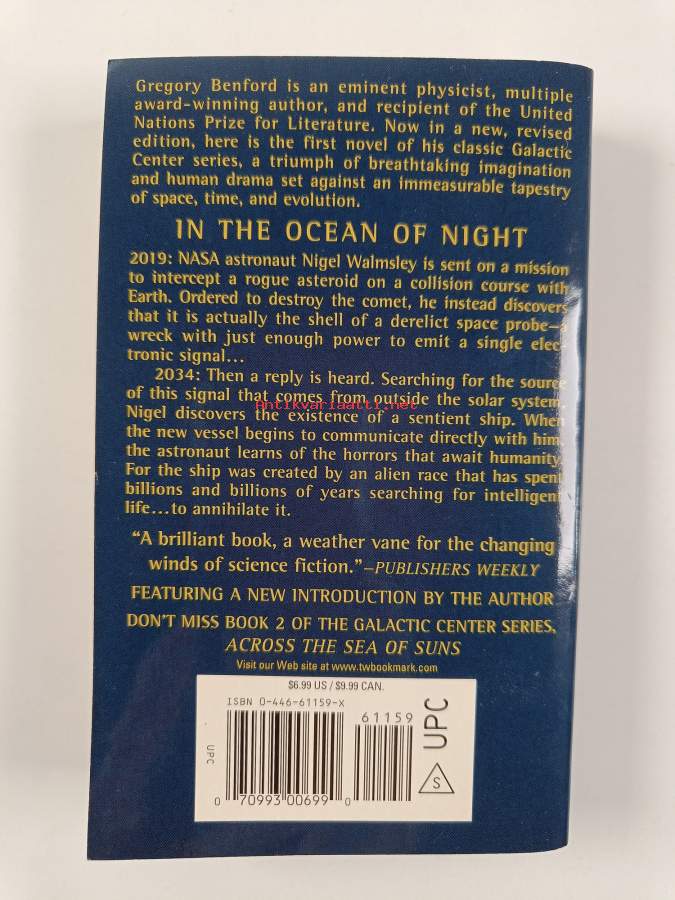 Gregory Benford is an eminent physicist, multiple
award-winning author, and recipient of the United
Nations Prize for Literature. Now in a new, revised
edition, here is the first novel of his classic Galactic
Center series, a triumph of breathtaking imagination
and human drama set against an immeasurable tapestry
of space, time, and evolution.
IN THE OCEAN OF NIGHT
2019: NASA astronaut Nigel Walmsley is sent on a mission
to intercept a rogue asteroid on a collision course with
Earth. Ordered to destroy the comet, he instead discovers
that it is actually the shell of a derelict space probe—a
wreck with just enough power to emit a single elec-
tronic signal...
2034: Then a reply is heard. Searching for the source
of this signal that comes from outside the solar system,
Antikvariaatti.net
Nigel discovers the existence of a sentient ship. When
the new vessel begins to communicate directly with him,
the astronaut learns of the horrors that await humanity.
For the ship was created by an alien race that has spent
billions and billions of years searching for intelligent
life...to annihilate it.
"A brilliant book, a weather vane for the changing
winds of science fiction."—PUBLISHERS WEEKLY
FEATURING A NEW INTRODUCTION BY THE AUTHOR
DON'T MISS BOOK 2 OF THE GALACTIC CENTER SERIES,
ACROSS THE SEA OF SUNS
Visit our Web site at www.twbookmark.com
$6.99 US / $9.99 CAN.
ISBN 0-446-61159-X
61159
UPC
UPC
S
0 70993 00699 0